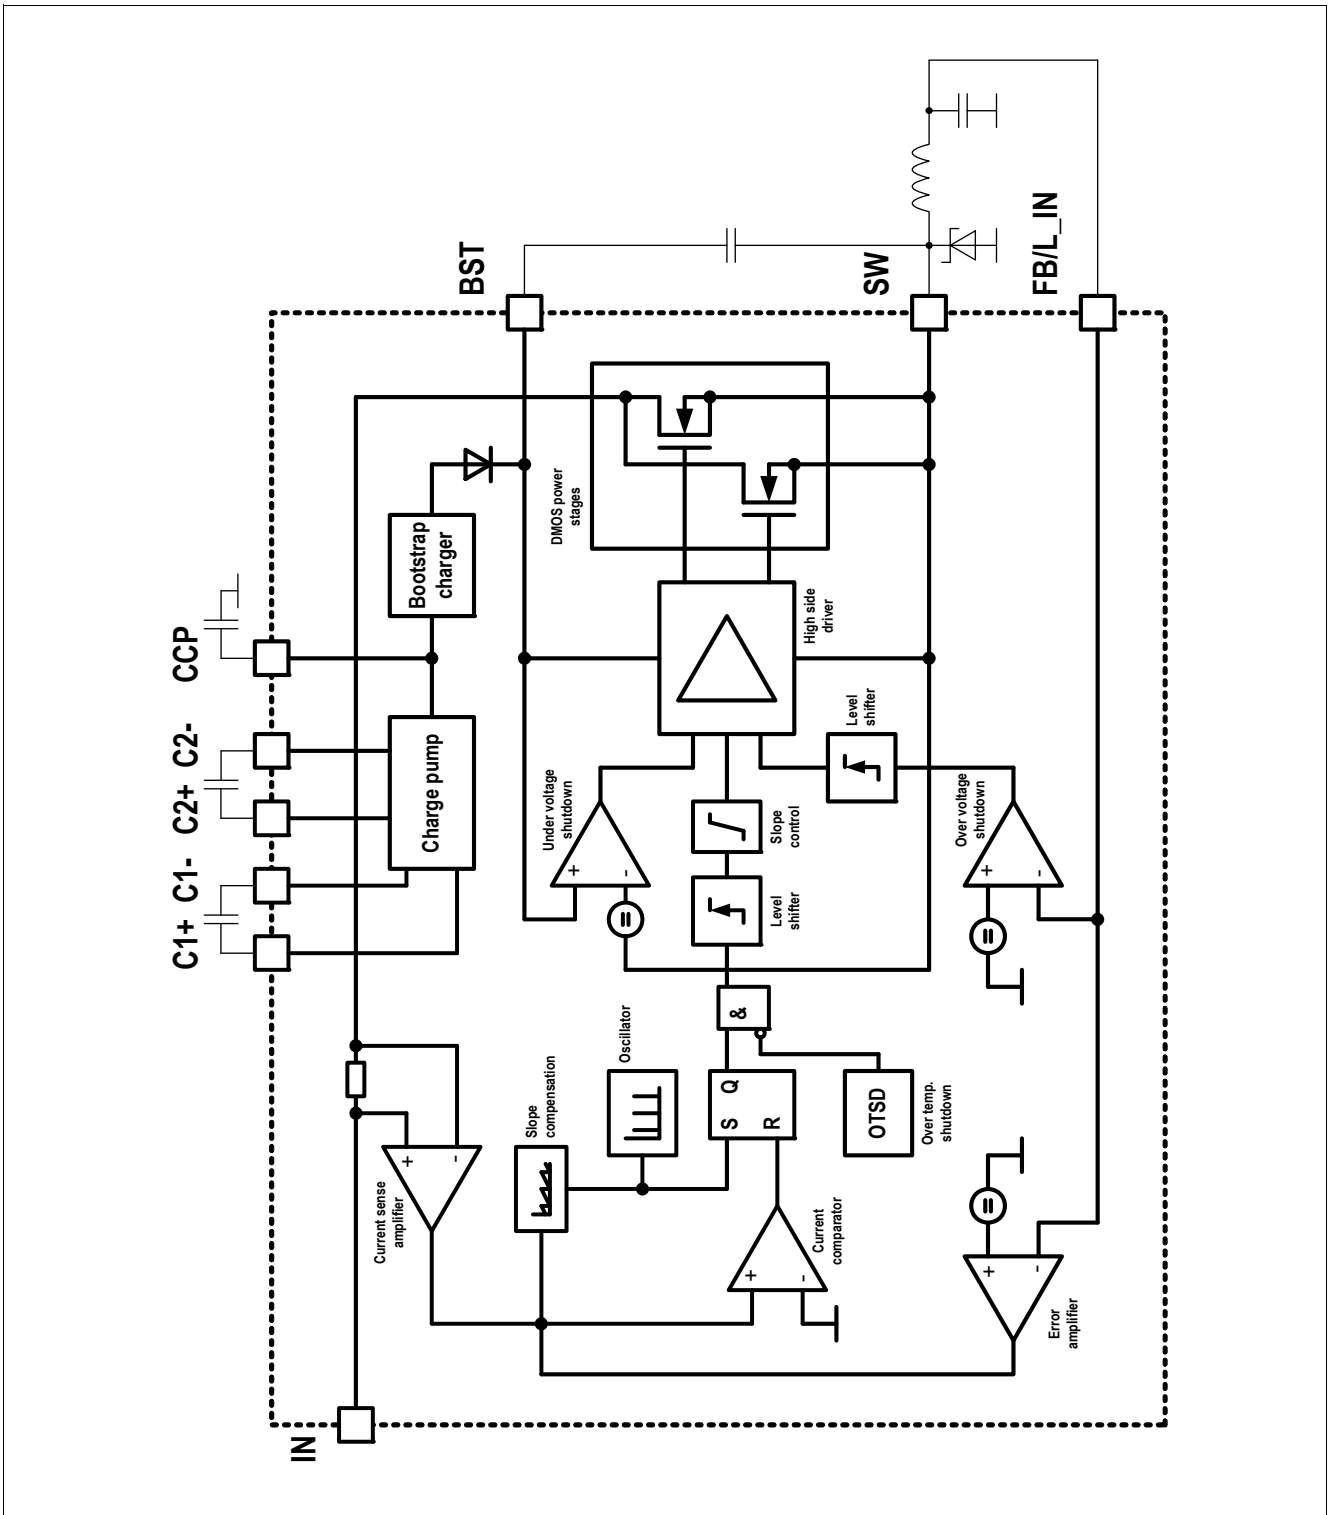 C1+
C1-
C2+
C2-
CCP
BST
SW
FB/L_IN
IN
Charge pump
Bootstrap
charger
DMOS power
stages
High side
driver
Under voltage
shutdown
+
-
=
Slope
control
Level
shifter
Level
shifter
Over voltage
shutdown
+
-
=
&
Oscillator
Slope
compensation
Current sense
amplifier
+
-
S
Q
R
OTSD
Over temp.
shutdown
Current
comparator
+
-
Error
amplifier
+
-
=